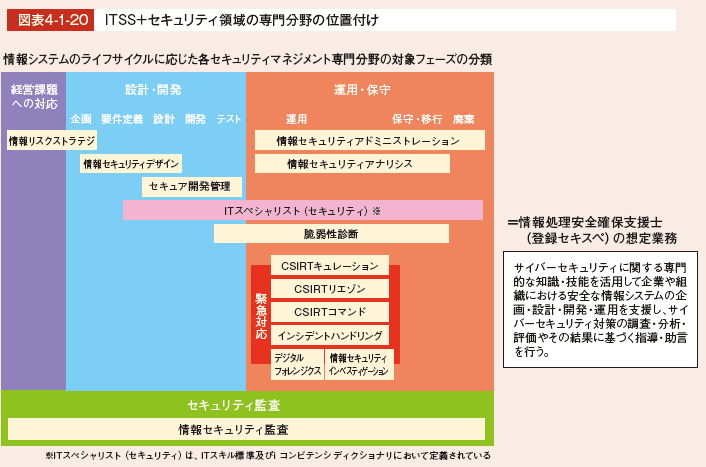 図表4-1-20 ITSS+セキュリティ領域の専門分野の位置付け
情報システムのライフサイクルに応じた各セキュリティマネジメント専門分野の対象フェーズの分類
経営課題
への対応
設計・開発
運用・保守
企画 要件定義 設計 開発 テスト 運用 保守・移行 廃棄
情報リスクストラテジ
情報セキュリティアドミニストレーション
情報セキュリティデザイン
情報セキュリティアナリシス
セキュア開発管理
ITスペシャリスト(セキュリティ)※
脆弱性診断
緊急対応
CSIRTキュレーション
CSIRTリエゾン
CSIRTコマンド
インシデントハンドリング
デジタル
フォレンジクス
情報セキュリティ
インベスティゲーション
セキュリティ監査
情報セキュリティ監査
=情報処理安全確保支援士
(登録セキスペ)の想定業務
サイバーセキュリティに関する専門
的な知識・技能を活用して企業や組
織における安全な情報システムの企
画・設計・開発・運用を支援し、サイ
バーセキュリティ対策の調査・分析・
評価やその結果に基づく指導・助言
を行う。
※ITスペシャリスト(セキュリティ)は、ITスキル標準及びi コンピテンシ ディクショナリにおいて定義されている